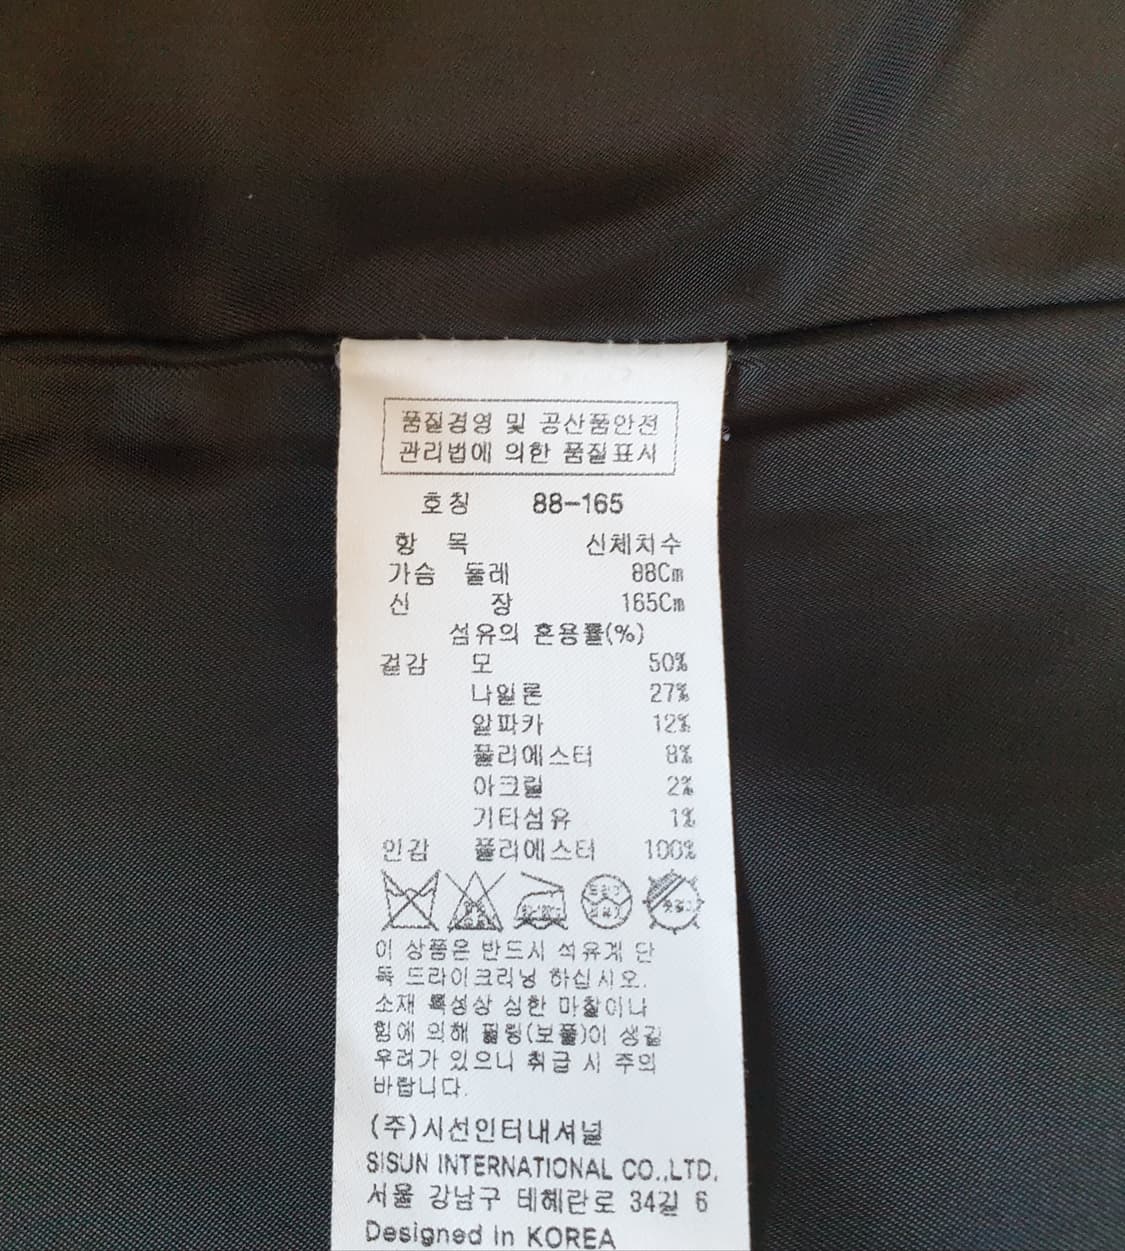 품질경영 및 공산품안전
관리법에 의한 품질표시
호칭 88-165
항 목 신체치수
가슴 둘레 88Cm
신 장 165Cm
섬유의 혼용률(%)
겉감 모 50%
나일론 27%
알파카 12%
폴리에스터 8%
아크릴 2%
기타섬유 1%
안감 폴리에스터 100%
이 상품은 반드시 석유계 단
독 드라이크리닝 하십시오.
소재 특성상 심한 마찰이나
힘에 의해 필링(보풀)이 생길
우려가 있으니 취급 시 주의
바랍니다.
(주)시선인터내셔널
SISUN INTERNATIONAL CO.,LTD.
서울 강남구 테헤란로 34길 6
Designed in KOREA